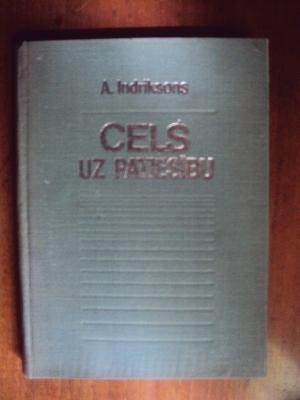 A. Indriksons
CEĻŠ
UZ PATIESĪBU